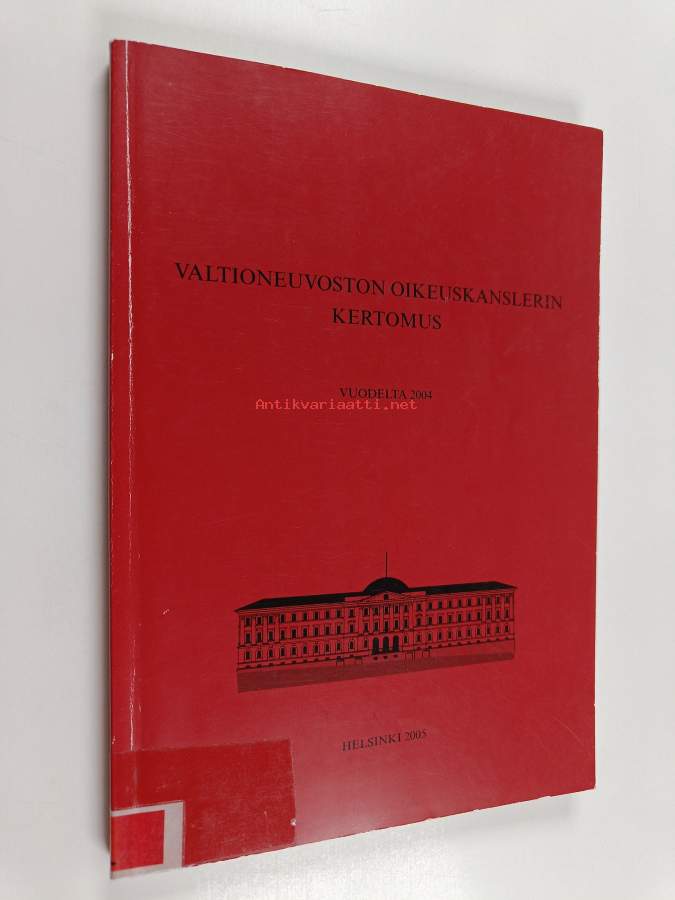 VALTIONEUVOSTON OIKEUSKANSLERIN
KERTOMUS
VUODELTA 2004
Antikvariaatti.net
HELSINKI 2005